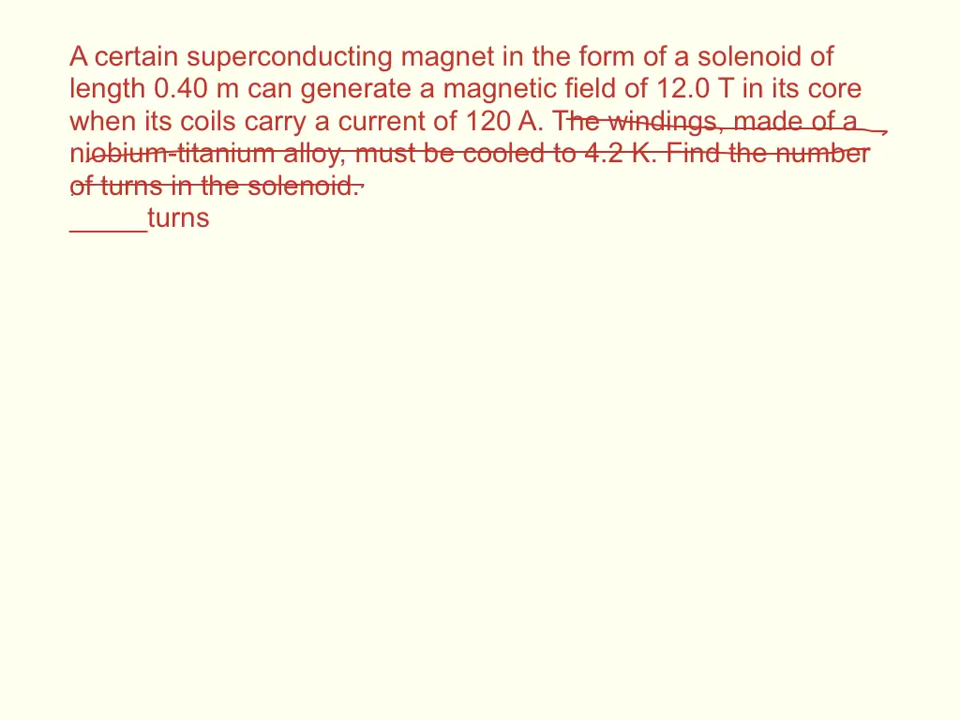 A certain superconducting magnet in the form of a solenoid of
length 0.40 m can generate a magnetic field of 12.0 T in its core
when its coils carry a current of 120 A. The windings, made of a
niobium-titanium alloy, must be cooled to 4.2 K. Find the number
of turns in the solenoid.
_____turns